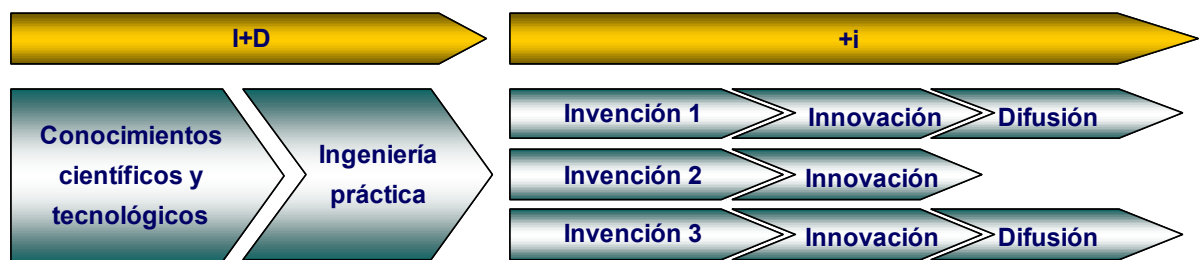 I+D
+i
Conocimientos
científicos y
tecnológicos
Ingeniería
práctica
Invención 1
Innovación
Difusión
Invención 2
Innovación
Invención 3
Innovación
Difusión